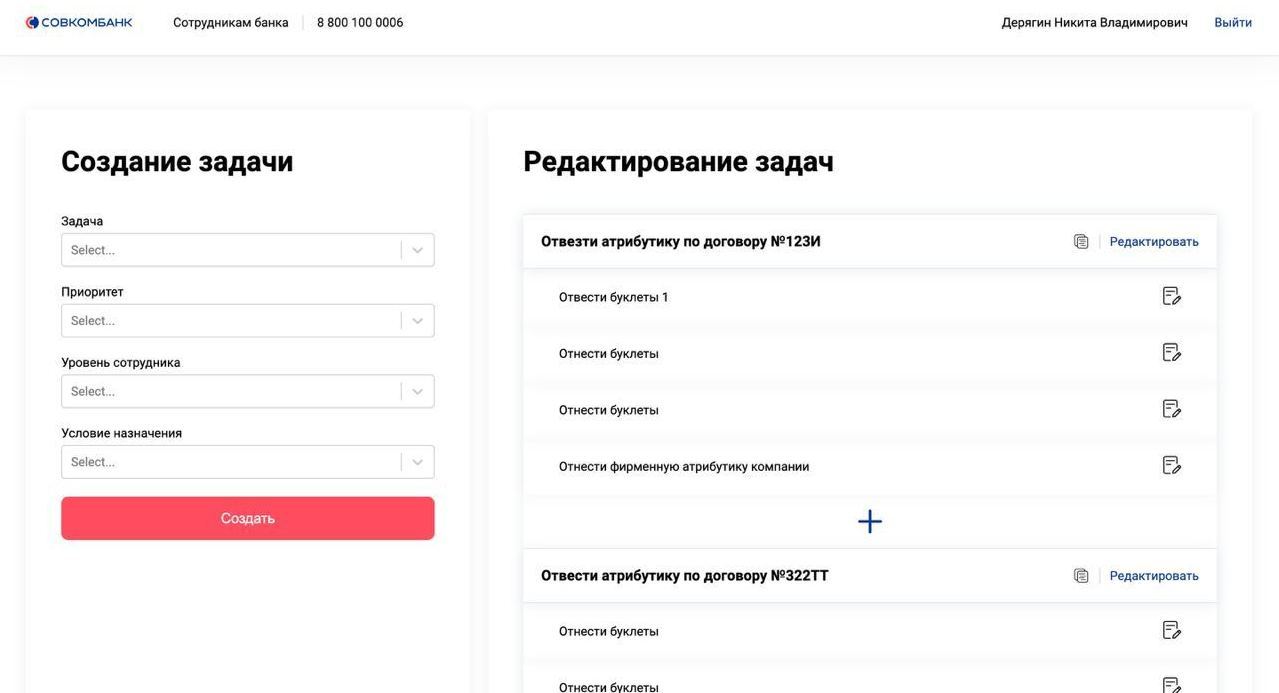 СОВКОМБАНК Сотрудникам банка 8 800 100 0006 Дерягин Никита Владимирович Выйти
Создание задачи
Задача
Select...
Приоритет
Select...
Уровень сотрудника
Select...
Условие назначения
Select...
Создать
Редактирование задач
Отвезти атрибутику по договору №123И Редактировать
Отвести буклеты 1
Отнести буклеты
Отнести буклеты
Отнести фирменную атрибутику компании
Отвести атрибутику по договору №322ТТ Редактировать
Отнести буклеты
Отнести буклеты